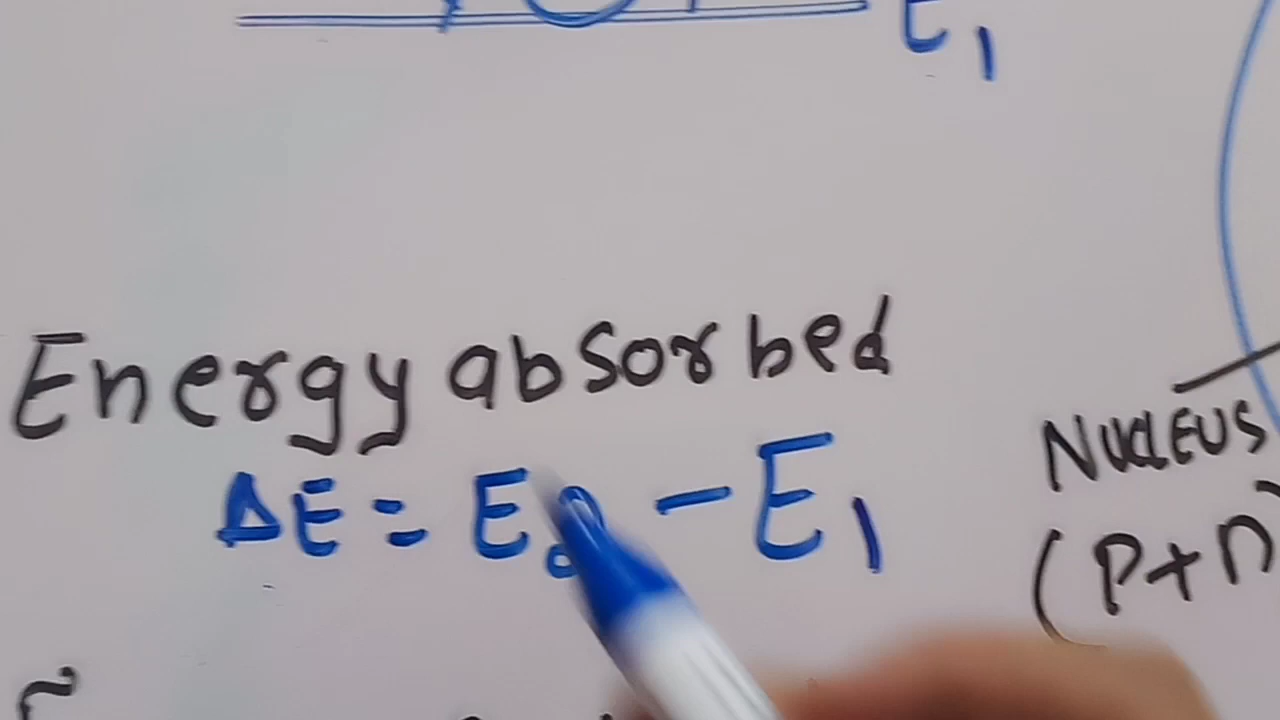 E1
Energy absorbed
ΔE = E2 - E1
NUCLEUS
(P+n)